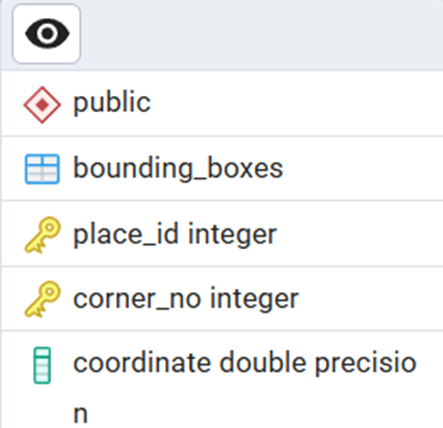 public
bounding_boxes
place_id integer
corner_no integer
coordinate double precisio
n